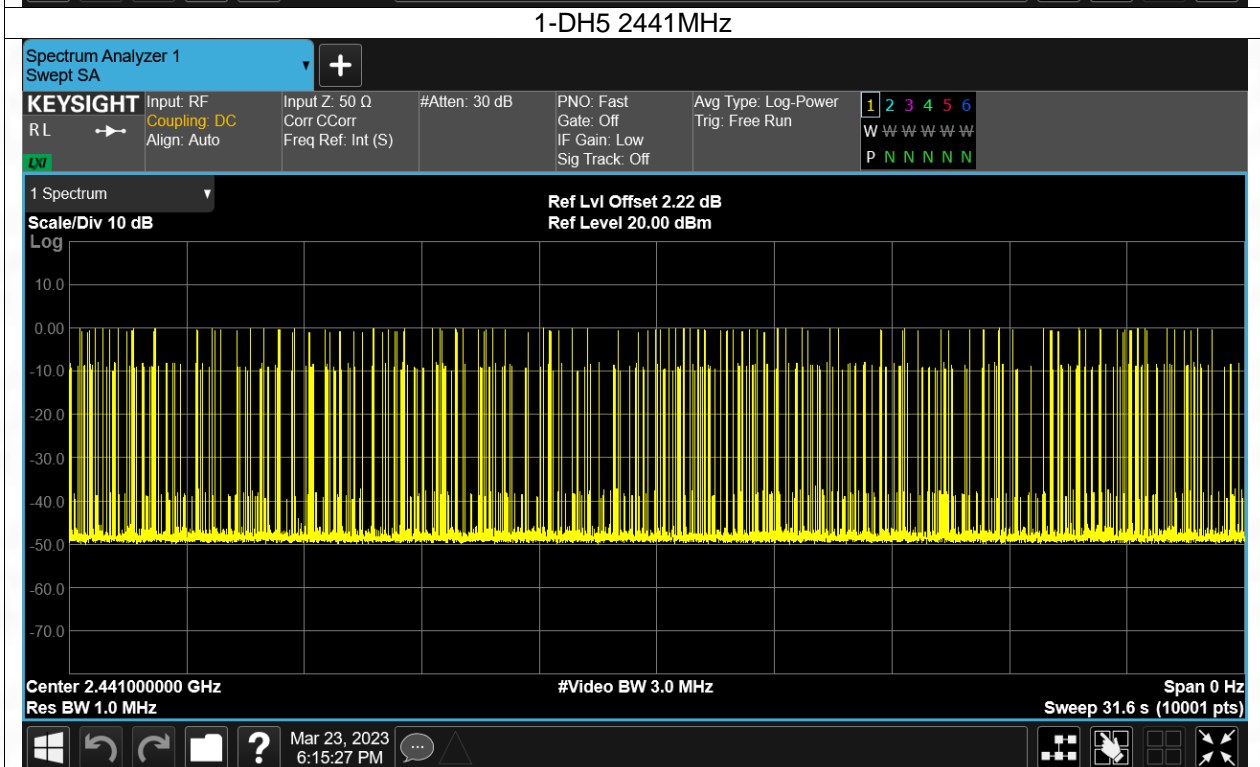 1-DH5 2441MHz
Spectrum Analyzer 1
Swept SA
KEYSIGHT
RL
LXI
Input: RF
Coupling: DC
Align: Auto
Input Z: 50 Ω
Corr CCorr
Freq Ref: Int (S)
#Atten: 30 dB
PNO: Fast
Gate: Off
IF Gain: Low
Sig Track: Off
Avg Type: Log-Power
Trig: Free Run
1 2 3 4 5 6
W W W W W W
P N N N N N
1 Spectrum
Scale/Div 10 dB
Log
Ref Lvl Offset 2.22 dB
Ref Level 20.00 dBm
10.0
0.00
-10.0
-20.0
-30.0
-40.0
-50.0
-60.0
-70.0
Center 2.441000000 GHz
#Video BW 3.0 MHz
Span 0 Hz
Res BW 1.0 MHz
Sweep 31.6 s (10001 pts)
?
Mar 23, 2023
6:15:27 PM